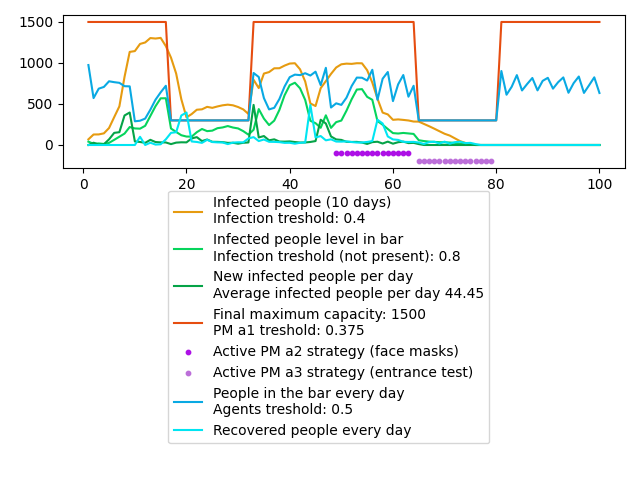 1500
1000
500
0
0 20 40 60 80 100
Infected people (10 days)
Infection treshold: 0.4
Infected people level in bar
Infection treshold (not present): 0.8
New infected people per day
Average infected people per day 44.45
Final maximum capacity: 1500
PM a1 treshold: 0.375
Active PM a2 strategy (face masks)
Active PM a3 strategy (entrance test)
People in the bar every day
Agents treshold: 0.5
Recovered people every day